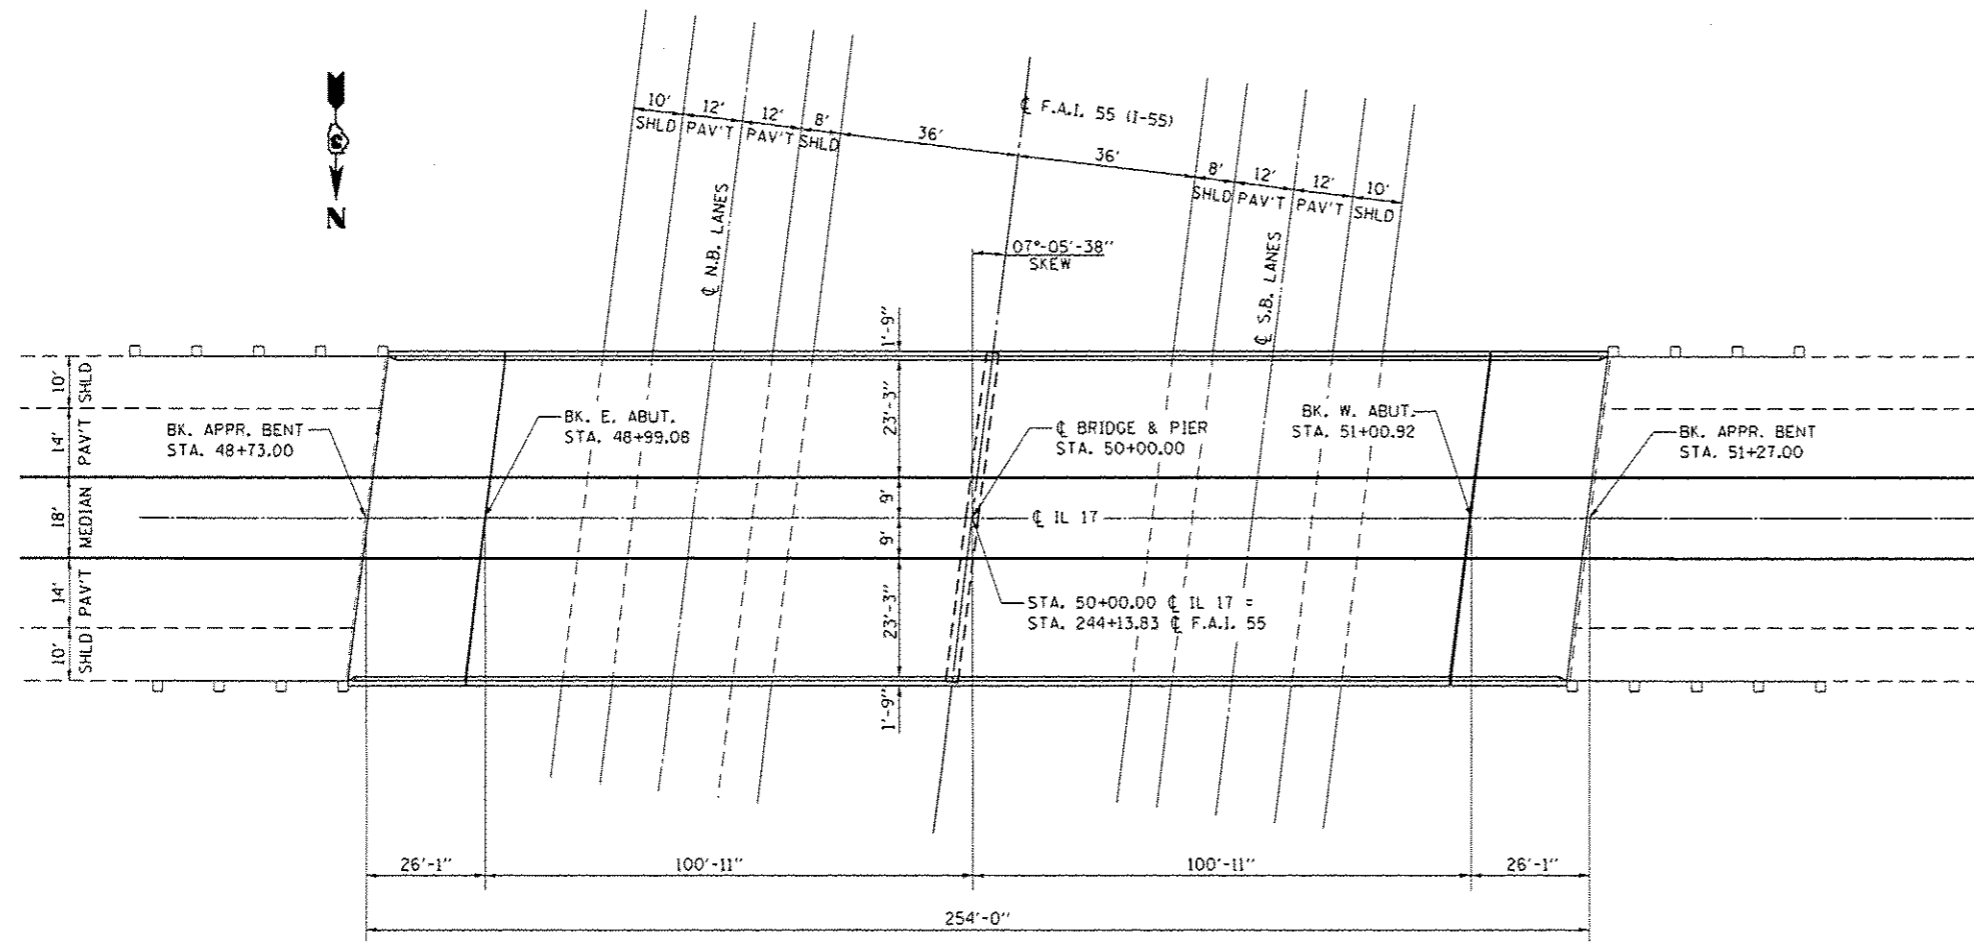 N
10' 12' 12' 8' 36' 36' 8' 12' 12' 10'
SHLD PAV'T PAV'T SHLD SHLD PAV'T PAV'T SHLD
℄ F.A.I. 55 (I-55)
℄ N.B. LANES
℄ S.B. LANES
07°-05'-38"
SKEW
1'-9"
23'-3"
9'
9'
23'-3"
1'-9"
10' SHLD
14' PAV'T
18' MEDIAN
14' PAV'T
10' SHLD
BK. APPR. BENT
STA. 48+73.00
BK. E. ABUT.
STA. 48+99.08
℄ BRIDGE & PIER
STA. 50+00.00
BK. W. ABUT.
STA. 51+00.92
BK. APPR. BENT
STA. 51+27.00
℄ IL 17
STA. 50+00.00 ℄ IL 17 =
STA. 244+13.83 ℄ F.A.I. 55
26'-1" 100'-11" 100'-11" 26'-1"
254'-0"